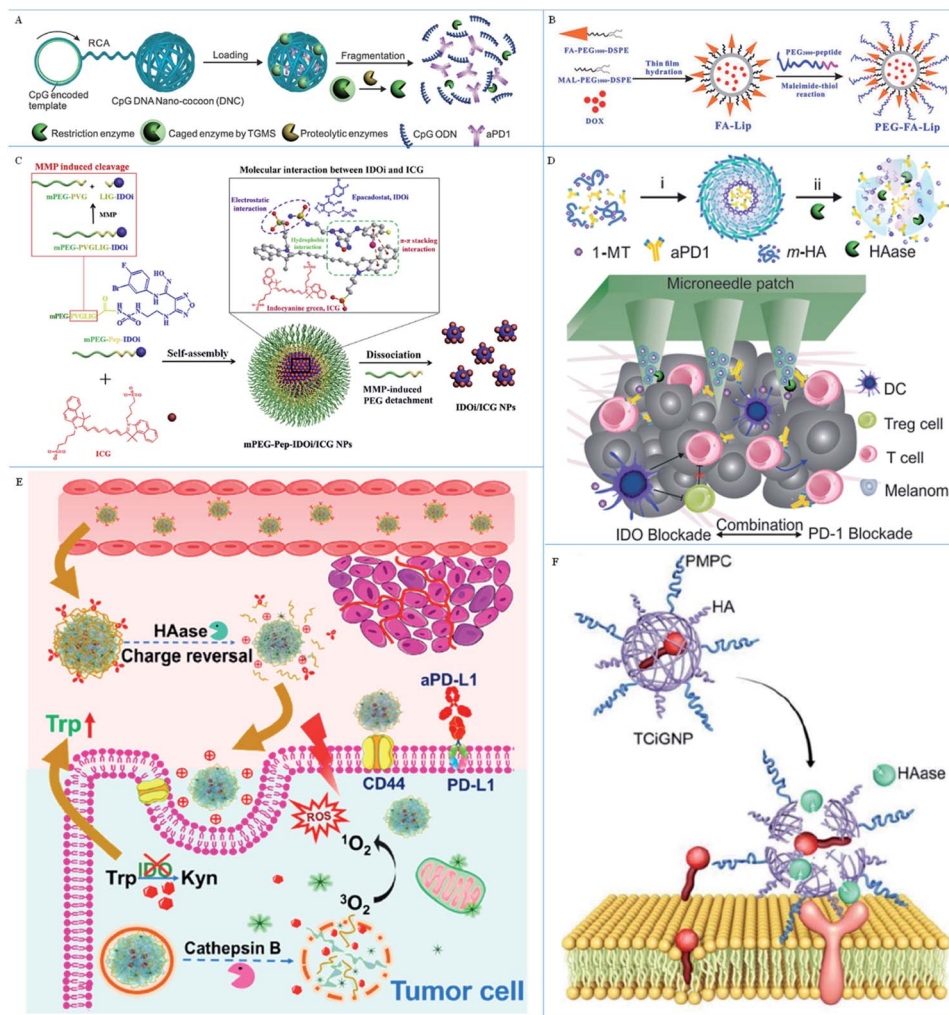 A
RCA
Loading
Fragmentation
CpG encoded
template
CpG DNA Nano-cocoon (DNC)
Restriction enzyme
Caged enzyme by TGMS
Proteolytic enzymes
CpG ODN
aPD1
B
FA-PEG1000-DSPE
MAL-PEG1000-DSPE
DOX
Thin film
hydration
FA-Lip
PEG5000-peptide
Maleimide-thiol
reaction
PEG-FA-Lip
C
MMP induced cleavage
mPEG-PVG
+
LIG-IDOi
MMP
mPEG-PVGLIG-IDOi
mPEG-PVGLIG
mPEG-Pep-IDOi
+
ICG
Self-assembly
Molecular interaction between IDOi and ICG
Electrostatic
interaction
Epacadostat, IDOi
Hydrophobic
interaction
π-π stacking
interaction
Indocyanine green, ICG
mPEG-Pep-IDOi/ICG NPs
Dissociation
MMP-induced
PEG detachment
IDOi/ICG NPs
D
i
ii
1-MT
aPD1
m-HA
HAase
Microneedle patch
DC
Treg cell
T cell
Melanom
IDO Blockade
Combination
PD-1 Blockade
E
HAase
Charge reversal
aPD-L1
Trp
CD44
PD-L1
ROS
¹O₂
³O₂
Trp
IDO
Kyn
Cathepsin B
Tumor cell
F
PMPC
HA
TCiGNP
HAase